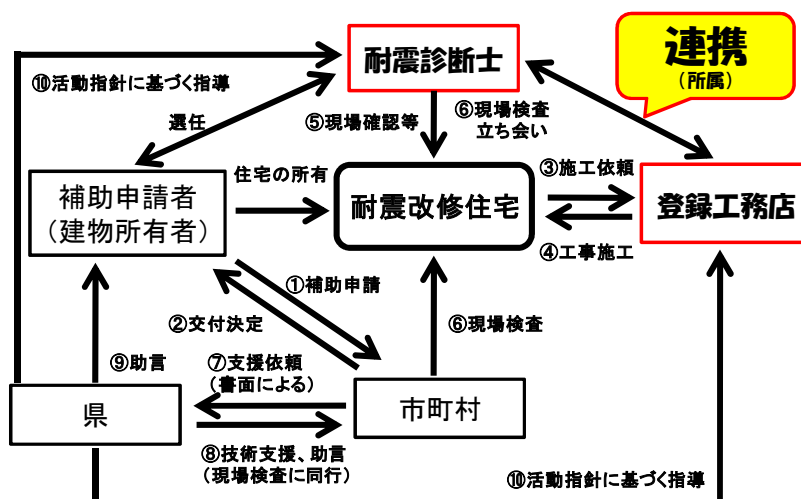 耐震診断士
連携
(所属)
⑩活動指針に基づく指導
選任
⑤現場確認等
⑥現場検査
立ち会い
補助申請者
(建物所有者)
住宅の所有
耐震改修住宅
③施工依頼
登録工務店
④工事施工
①補助申請
②交付決定
⑥現場検査
⑨助言
⑦支援依頼
(書面による)
県
市町村
⑧技術支援、助言
(現場検査に同行)
⑩活動指針に基づく指導